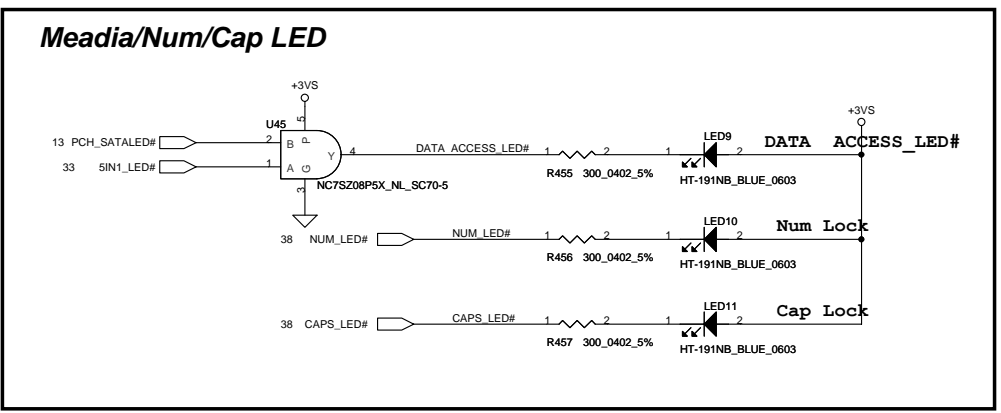 Meadia/Num/Cap LED
+3VS
+3VS
U45
5
13 PCH_SATALED#
2
B
P
Y
4
DATA ACCESS_LED#
1
2
1
LED9
2
DATA ACCESS_LED#
33 5IN1_LED#
1
A
G
R455 300_0402_5%
HT-191NB_BLUE_0603
3
NC7SZ08P5X_NL_SC70-5
38 NUM_LED#
NUM_LED#
1
2
1
LED10
2
Num Lock
R456 300_0402_5%
HT-191NB_BLUE_0603
38 CAPS_LED#
CAPS_LED#
1
2
1
LED11
2
Cap Lock
R457 300_0402_5%
HT-191NB_BLUE_0603